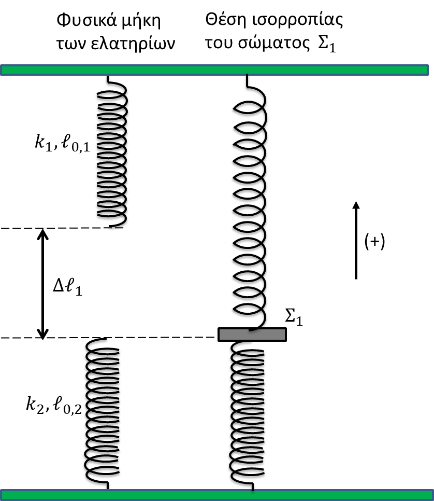 Φυσικά μήκη
των ελατηρίων
Θέση ισορροπίας
του σώματος Σ₁
k₁, ℓ₀,₁
(+)
Δℓ₁
Σ₁
k₂, ℓ₀,₂